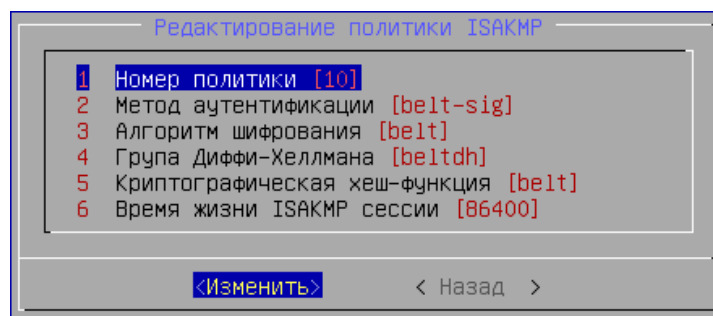 Редактирование политики ISAKMP
1 Номер политики [10]
2 Метод аутентификации [belt-sig]
3 Алгоритм шифрования [belt]
4 Група Диффи-Хеллмана [beltdh]
5 Криптографическая хеш-функция [belt]
6 Время жизни ISAKMP сессии [86400]
<Изменить> < Назад >